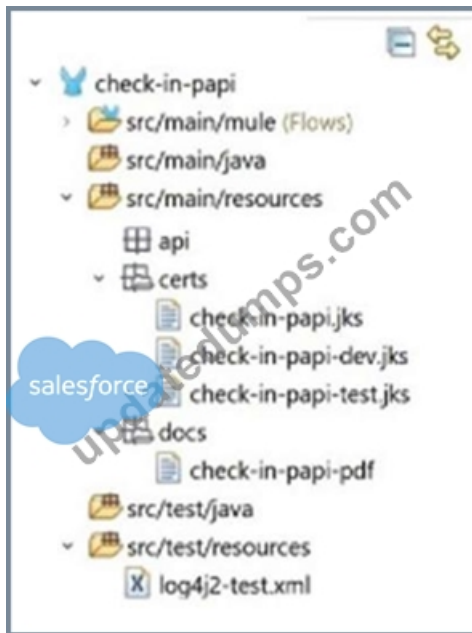 check-in-papi
src/main/mule (Flows)
src/main/java
src/main/resources
api
certs
check-in-papi.jks
check-in-papi-dev.jks
check-in-papi-test.jks
docs
check-in-papi-pdf
src/test/java
src/test/resources
log4j2-test.xml
salesforce
updatedumps.com